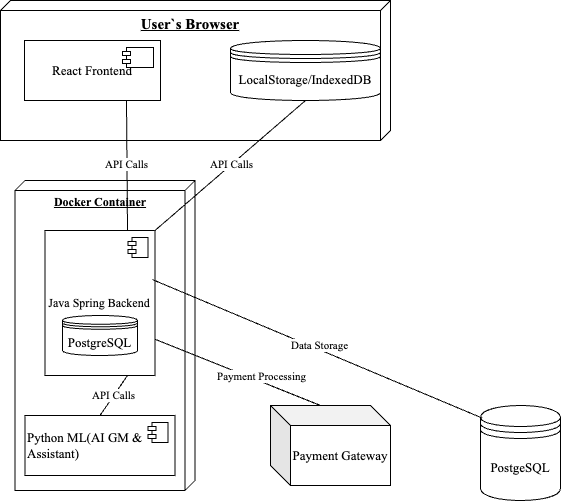 User`s Browser
React Frontend
LocalStorage/IndexedDB
API Calls
API Calls
Docker Container
Java Spring Backend
PostgreSQL
Data Storage
Payment Processing
API Calls
Python ML(AI GM &
Assistant)
Payment Gateway
PostgeSQL